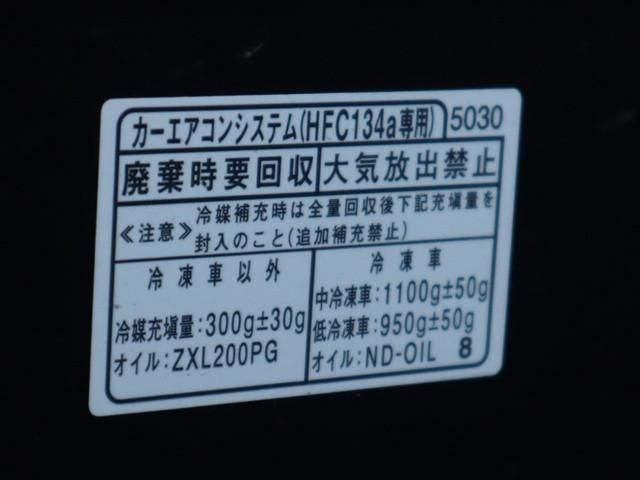 カーエアコンシステム(HFC134a専用) 5030
廃棄時要回収 大気放出禁止
≪注意≫ 冷媒補充時は全量回収後下記充填量を
封入のこと(追加補充禁止)
冷凍車以外
冷媒充填量:300g±30g
オイル:ZXL200PG
冷凍車
中冷凍車:1100g±50g
低冷凍車:950g±50g
オイル:ND-OIL 8